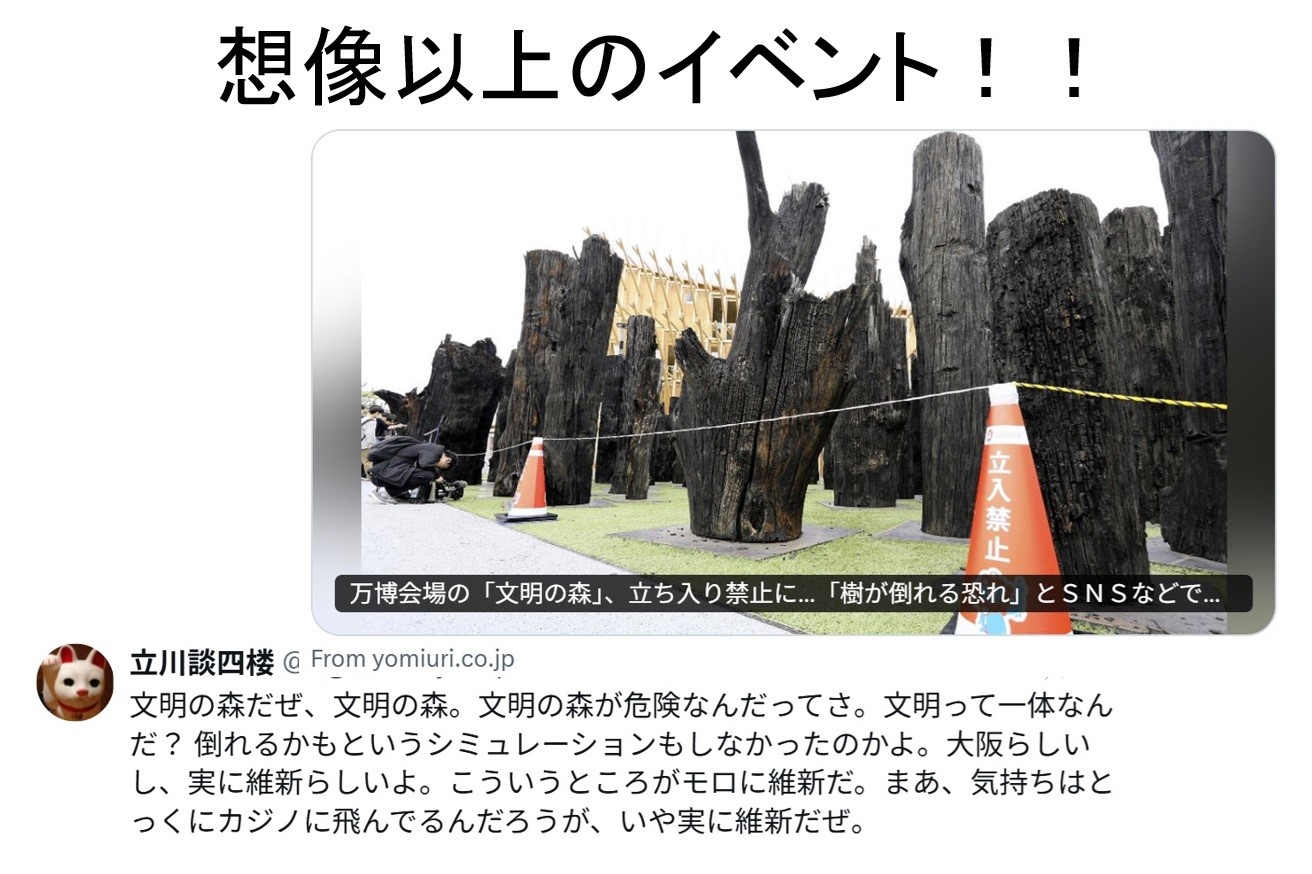 想像以上のイベント！！
立入禁止
万博会場の「文明の森」、立ち入り禁止に...「樹が倒れる恐れ」とＳＮＳなどで...
立川談四楼 @ From yomiuri.co.jp
文明の森だぜ、文明の森。文明の森が危険なんだってさ。文明って一体なん
だ？ 倒れるかもというシミュレーションもしなかったのかよ。大阪らしい
し、実に維新らしいよ。こういうところがモロに維新だ。まあ、気持ちはと
っくにカジノに飛んでるんだろうが、いや実に維新だぜ。